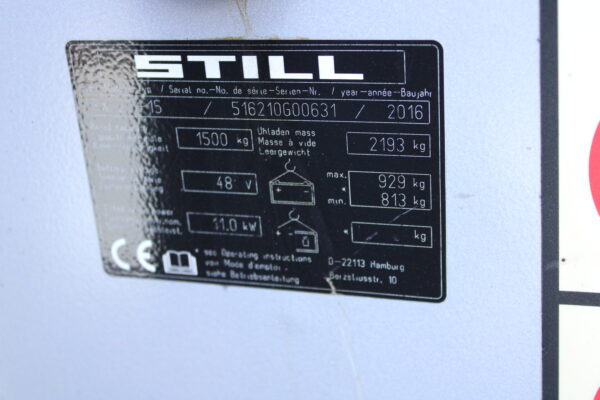 STILL
/ Serial no.-No. de série-Serien-Nr. / year-année-Baujahr
15 / 516210G00631 / 2016
1500 kg
Unladen mass
Masse à vide
Leergewicht
2193 kg
48 V
+ -
max. 929 kg
*
min. 813 kg
11.0 kW
* kg
CE
* see Operating instructions
voir Mode d'emploi
siehe Betriebsanleitung
D-22113 Hamburg
Berzeliusstr. 10